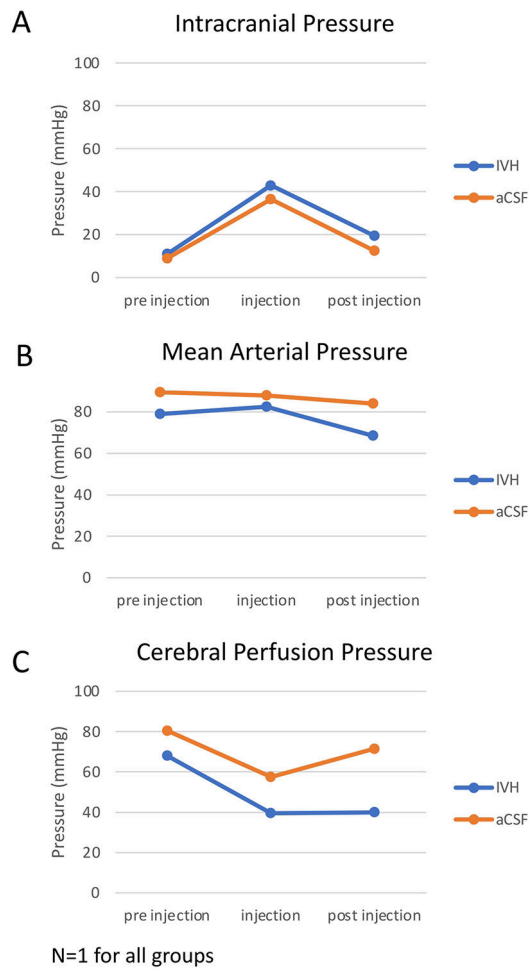 A
Intracranial Pressure
100
80
60
40
20
0
Pressure (mmHg)
pre injection
injection
post injection
IVH
aCSF
B
Mean Arterial Pressure
80
60
40
20
0
Pressure (mmHg)
pre injection
injection
post injection
IVH
aCSF
C
Cerebral Perfusion Pressure
100
80
60
40
20
0
Pressure (mmHg)
pre injection
injection
post injection
IVH
aCSF
N=1 for all groups